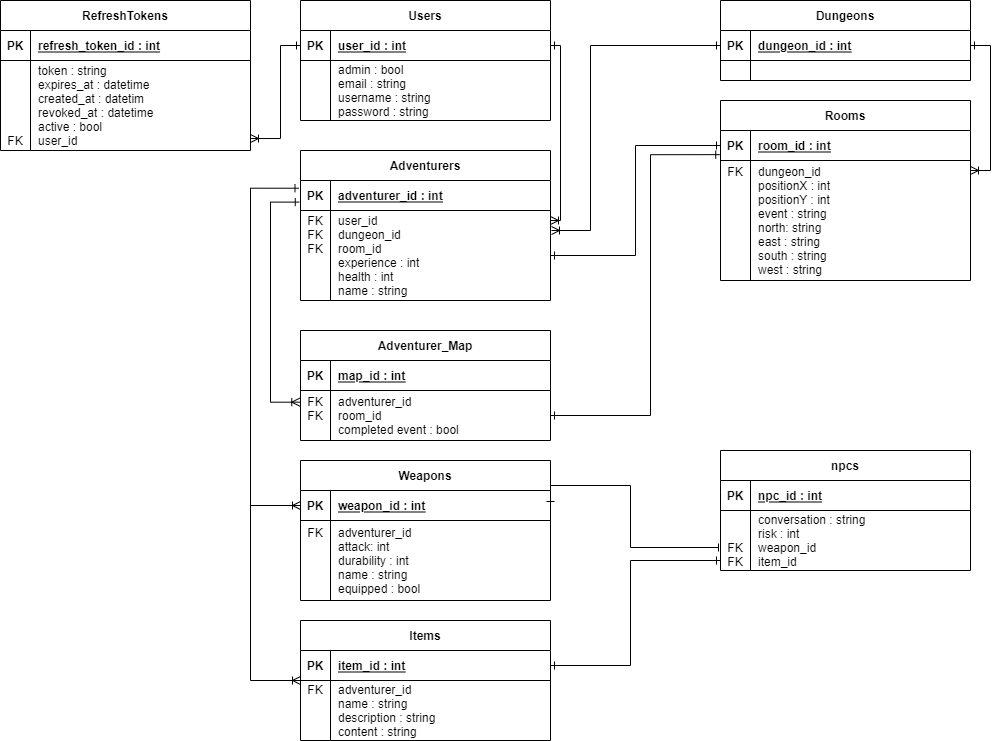 RefreshTokens
PK refresh_token_id : int
token : string
expires_at : datetime
created_at : datetim
revoked_at : datetime
active : bool
FK user_id
Users
PK user_id : int
admin : bool
email : string
username : string
password : string
Dungeons
PK dungeon_id : int
Rooms
PK room_id : int
FK dungeon_id
positionX : int
positionY : int
event : string
north: string
east : string
south : string
west : string
Adventurers
PK adventurer_id : int
FK user_id
FK dungeon_id
FK room_id
experience : int
health : int
name : string
Adventurer_Map
PK map_id : int
FK adventurer_id
FK room_id
completed event : bool
Weapons
PK weapon_id : int
FK adventurer_id
attack: int
durability : int
name : string
equipped : bool
npcs
PK npc_id : int
conversation : string
risk : int
FK weapon_id
FK item_id
Items
PK item_id : int
FK adventurer_id
name : string
description : string
content : string